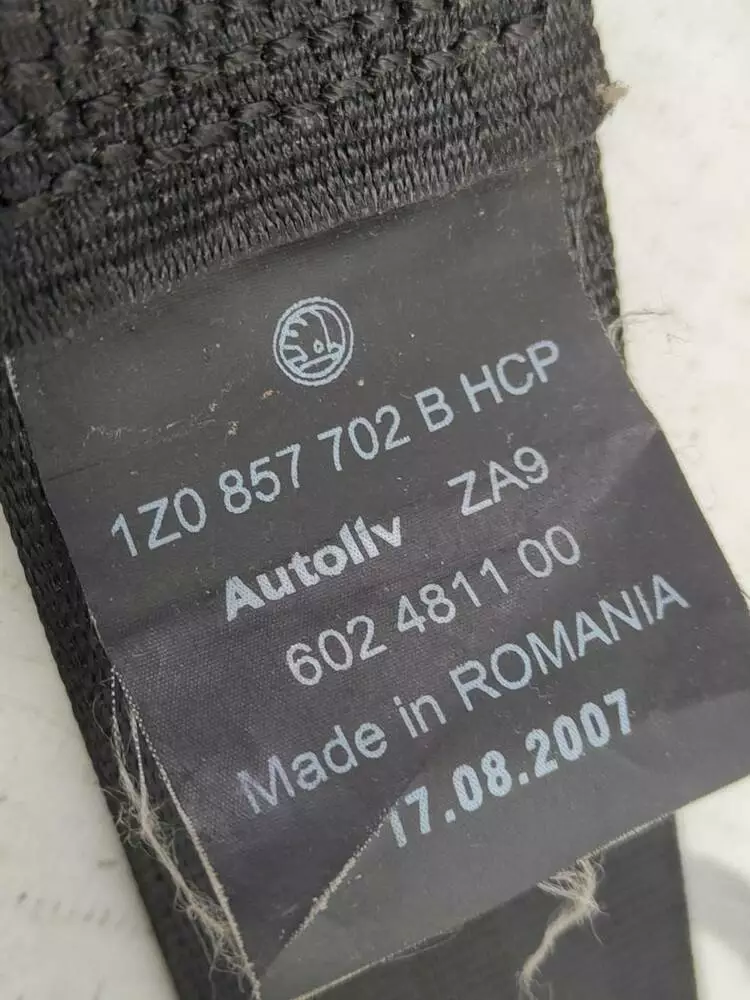 1Z0 857 702 B HCP
Autoliv ZA9
602 4811 00
Made in ROMANIA
17.08.2007